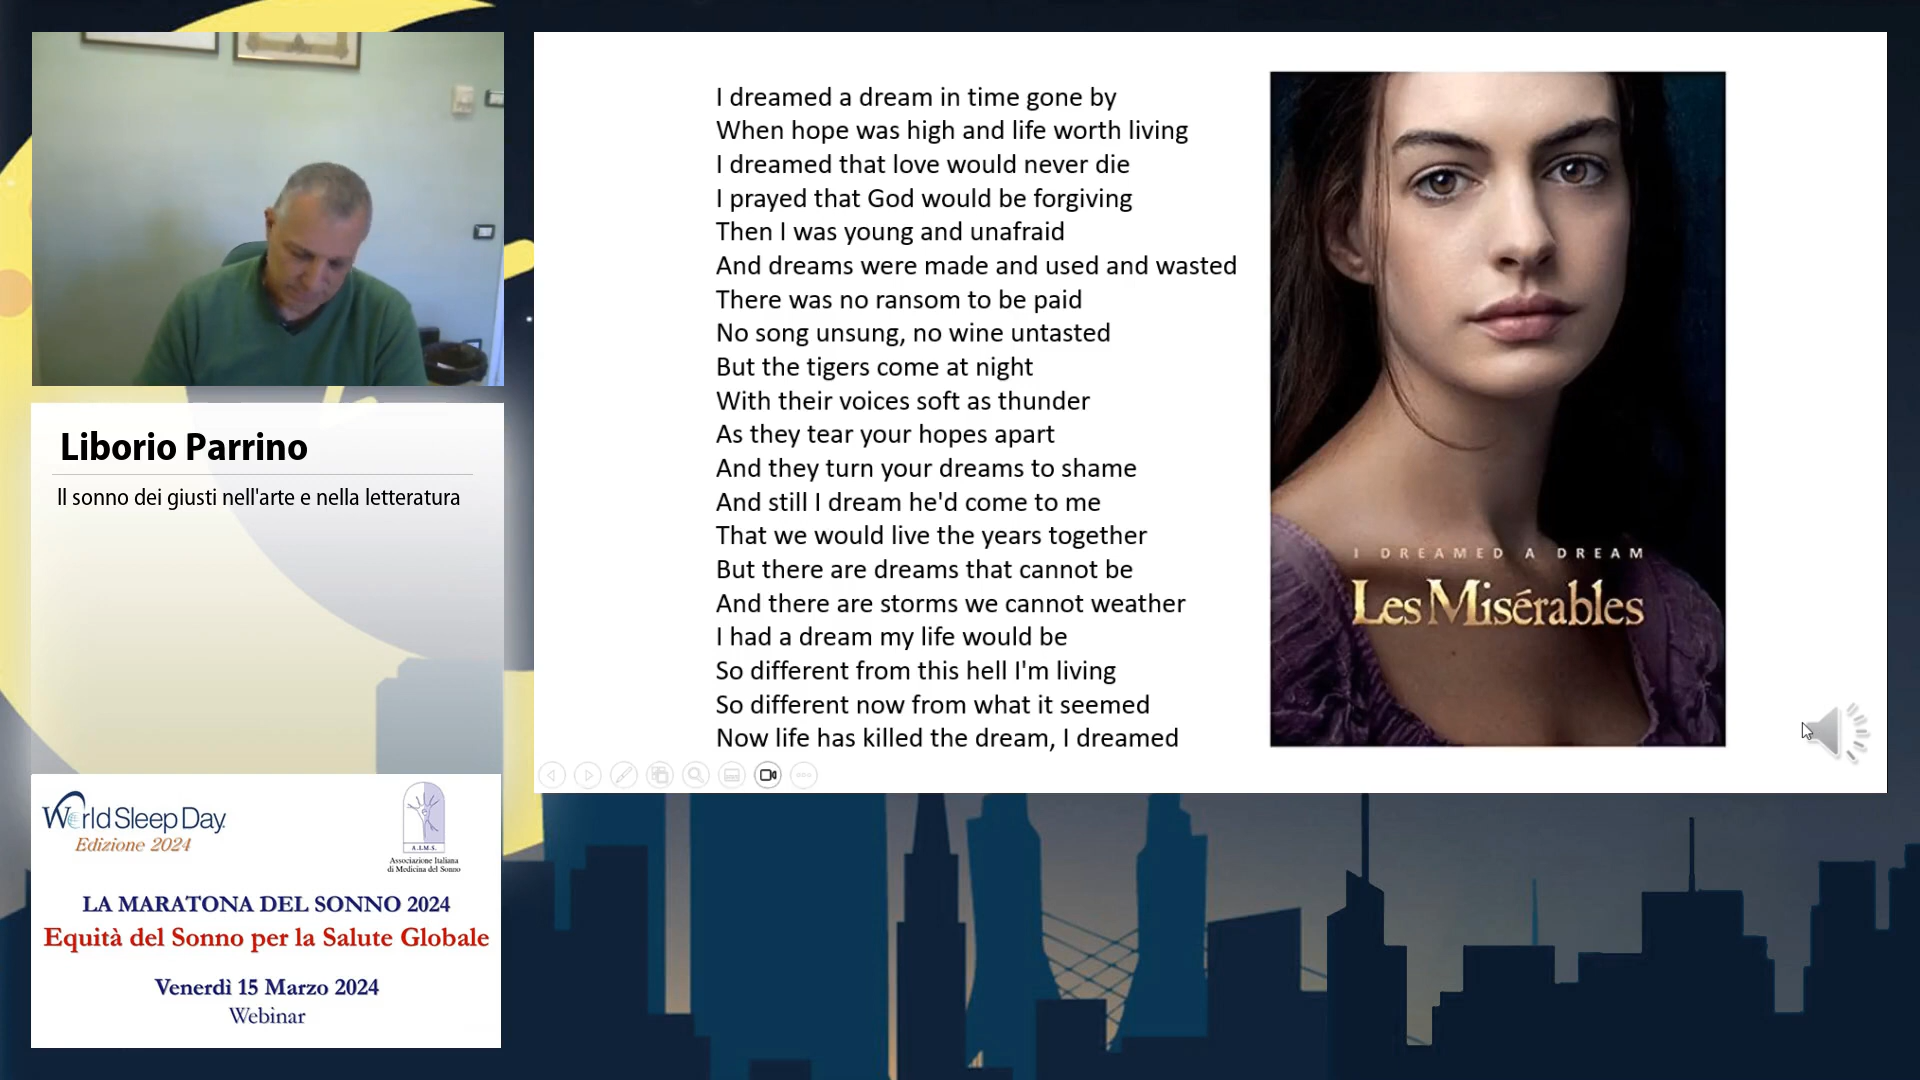 I dreamed a dream in time gone by
When hope was high and life worth living
I dreamed that love would never die
I prayed that God would be forgiving
Then I was young and unafraid
And dreams were made and used and wasted
There was no ransom to be paid
No song unsung, no wine untasted
But the tigers come at night
With their voices soft as thunder
As they tear your hopes apart
And they turn your dreams to shame
And still I dream he'd come to me
That we would live the years together
But there are dreams that cannot be
And there are storms we cannot weather
I had a dream my life would be
So different from this hell I'm living
So different now from what it seemed
Now life has killed the dream, I dreamed
I DREAMED A DREAM
Les Misérables
Liborio Parrino
Il sonno dei giusti nell'arte e nella letteratura
World Sleep Day
Edizione 2024
A.I.M.S.
Associazione Italiana
di Medicina del Sonno
LA MARATONA DEL SONNO 2024
Equità del Sonno per la Salute Globale
Venerdì 15 Marzo 2024
Webinar